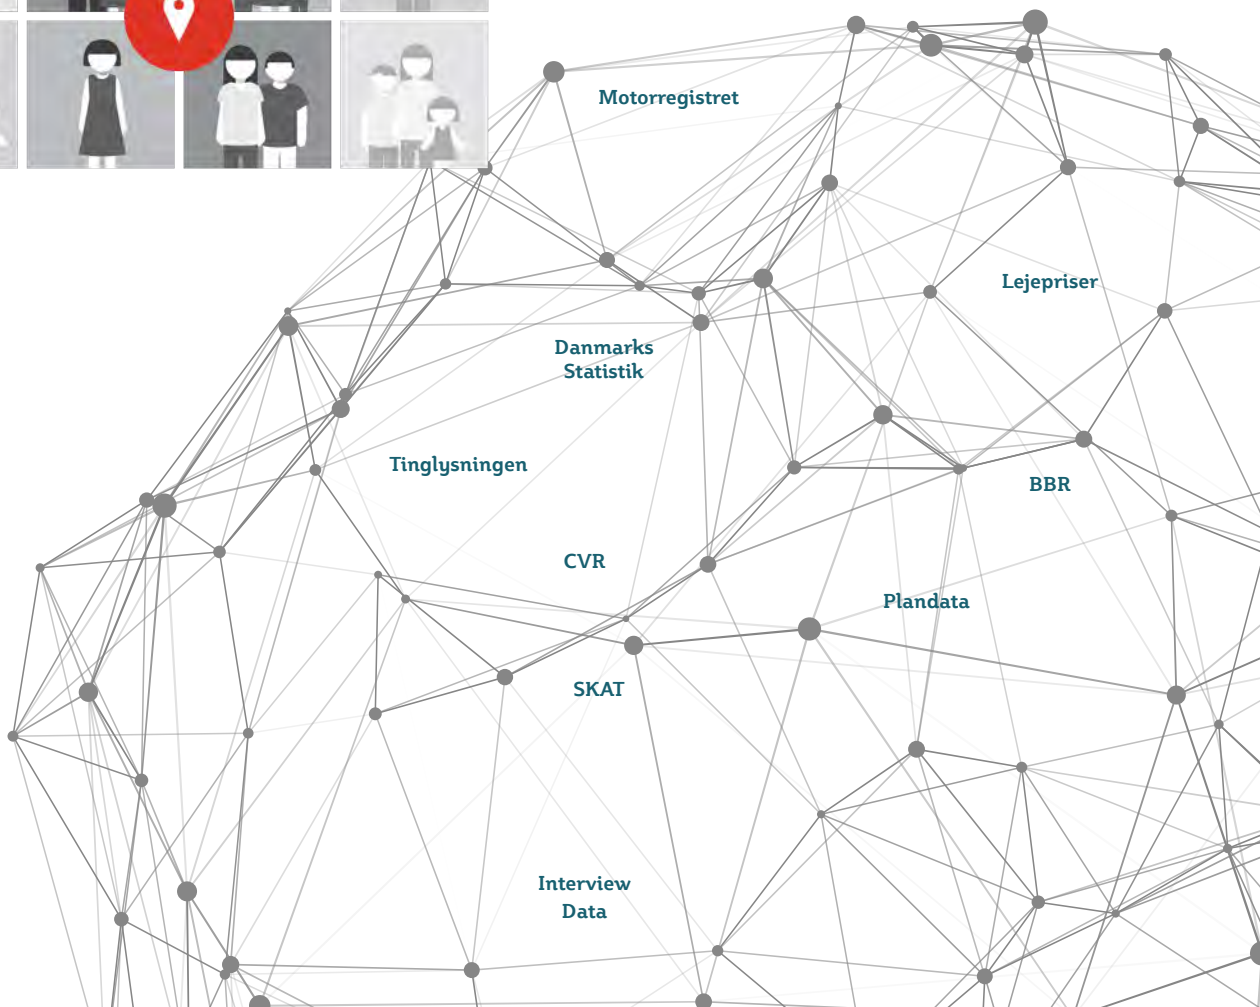 Motorregistret
Lejepriser
Danmarks
Statistik
Tinglysningen
BBR
CVR
Plandata
SKAT
Interview
Data